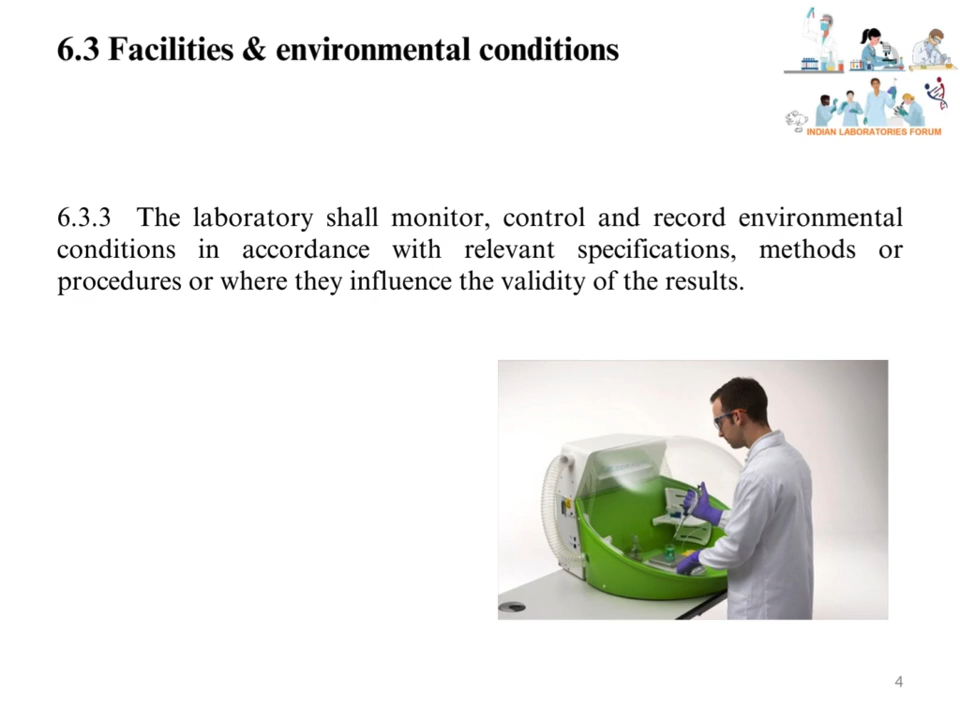 6.3 Facilities & environmental conditions
INDIAN LABORATORIES FORUM
6.3.3 The laboratory shall monitor, control and record environmental
conditions in accordance with relevant specifications, methods or
procedures or where they influence the validity of the results.
4